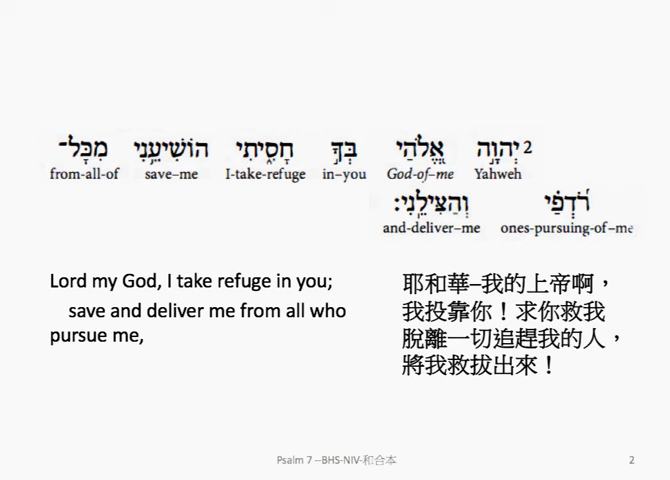 2 יְהוָ֣ה אֱ֭לֹהַי בְּךָ֣ חָסִ֑יתִי הוֹשִׁיעֵ֥נִי מִכָּל־
from-all-of save–me I-take-refuge in–you God-of–me Yahweh
רֹ֝דְפַ֗י וְהַצִּילֵֽנִי׃
and-deliver–me ones-pursuing-of–me
Lord my God, I take refuge in you;
save and deliver me from all who
pursue me,
耶和華–我的上帝啊，
我投靠你！求你救我
脫離一切追趕我的人，
將我救拔出來！
Psalm 7 --BHS-NIV-和合本
2